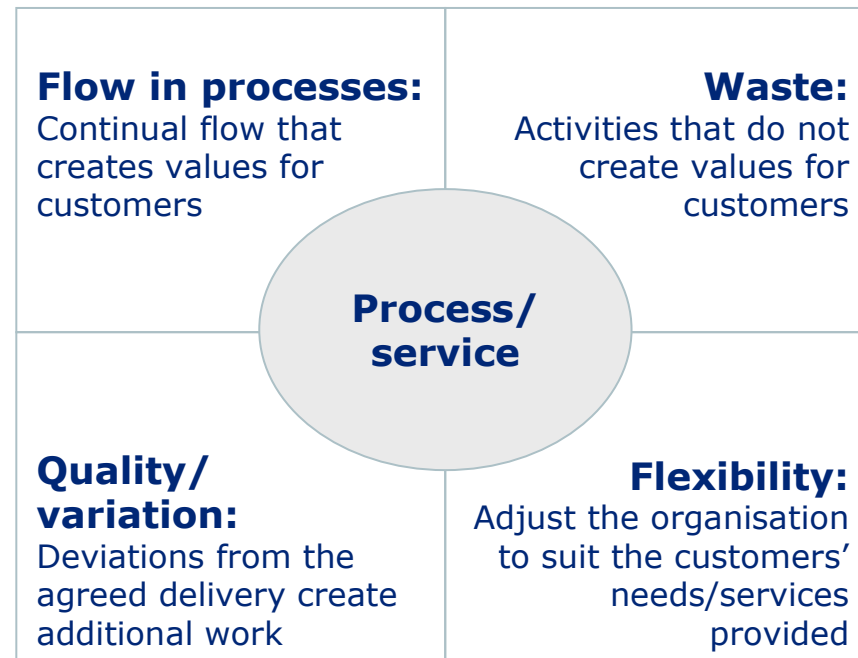 Flow in processes:
Continual flow that
creates values for
customers
Waste:
Activities that do not
create values for
customers
Process/
service
Quality/
variation:
Deviations from the
agreed delivery create
additional work
Flexibility:
Adjust the organisation
to suit the customers’
needs/services
provided